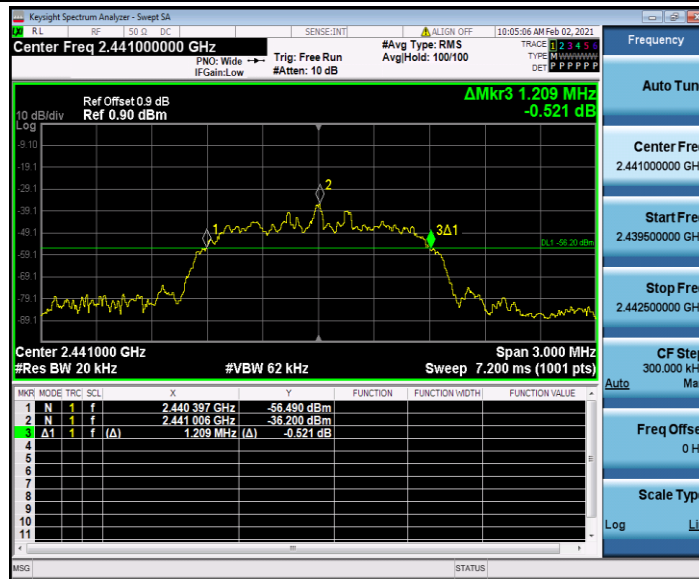 Keysight Spectrum Analyzer - Swept SA
RL RF 50 Ω DC SENSE:INT ALIGN OFF 10:05:06 AM Feb 02, 2021
Center Freq 2.441000000 GHz
PNO: Wide
IFGain:Low
Trig: Free Run
#Atten: 10 dB
#Avg Type: RMS
Avg|Hold: 100/100
TRACE 1 2 3 4 5 6
TYPE M
DET P P P P P P
ΔMkr3 1.209 MHz
-0.521 dB
Ref Offset 0.9 dB
Ref 0.90 dBm
10 dB/div
Log
-9.10
-19.1
-29.1
-39.1
-49.1
-59.1
-69.1
-79.1
-89.1
1
2
3Δ1
DL1 -56.20 dBm
Center 2.441000 GHz
#Res BW 20 kHz
#VBW 62 kHz
Span 3.000 MHz
Sweep 7.200 ms (1001 pts)
MKR MODE TRC SCL X Y FUNCTION FUNCTION WIDTH FUNCTION VALUE
1 N 1 f 2.440 397 GHz -56.490 dBm
2 N 1 f 2.441 006 GHz -36.200 dBm
3 Δ1 1 f (Δ) 1.209 MHz (Δ) -0.521 dB
4
5
6
7
8
9
10
11
MSG STATUS
Frequency
Auto Tun
Center Fre
2.441000000 GH
Start Fre
2.439500000 GH
Stop Fre
2.442500000 GH
CF Step
300.000 kH
Auto Ma
Freq Offse
0 H
Scale Type
Log Li